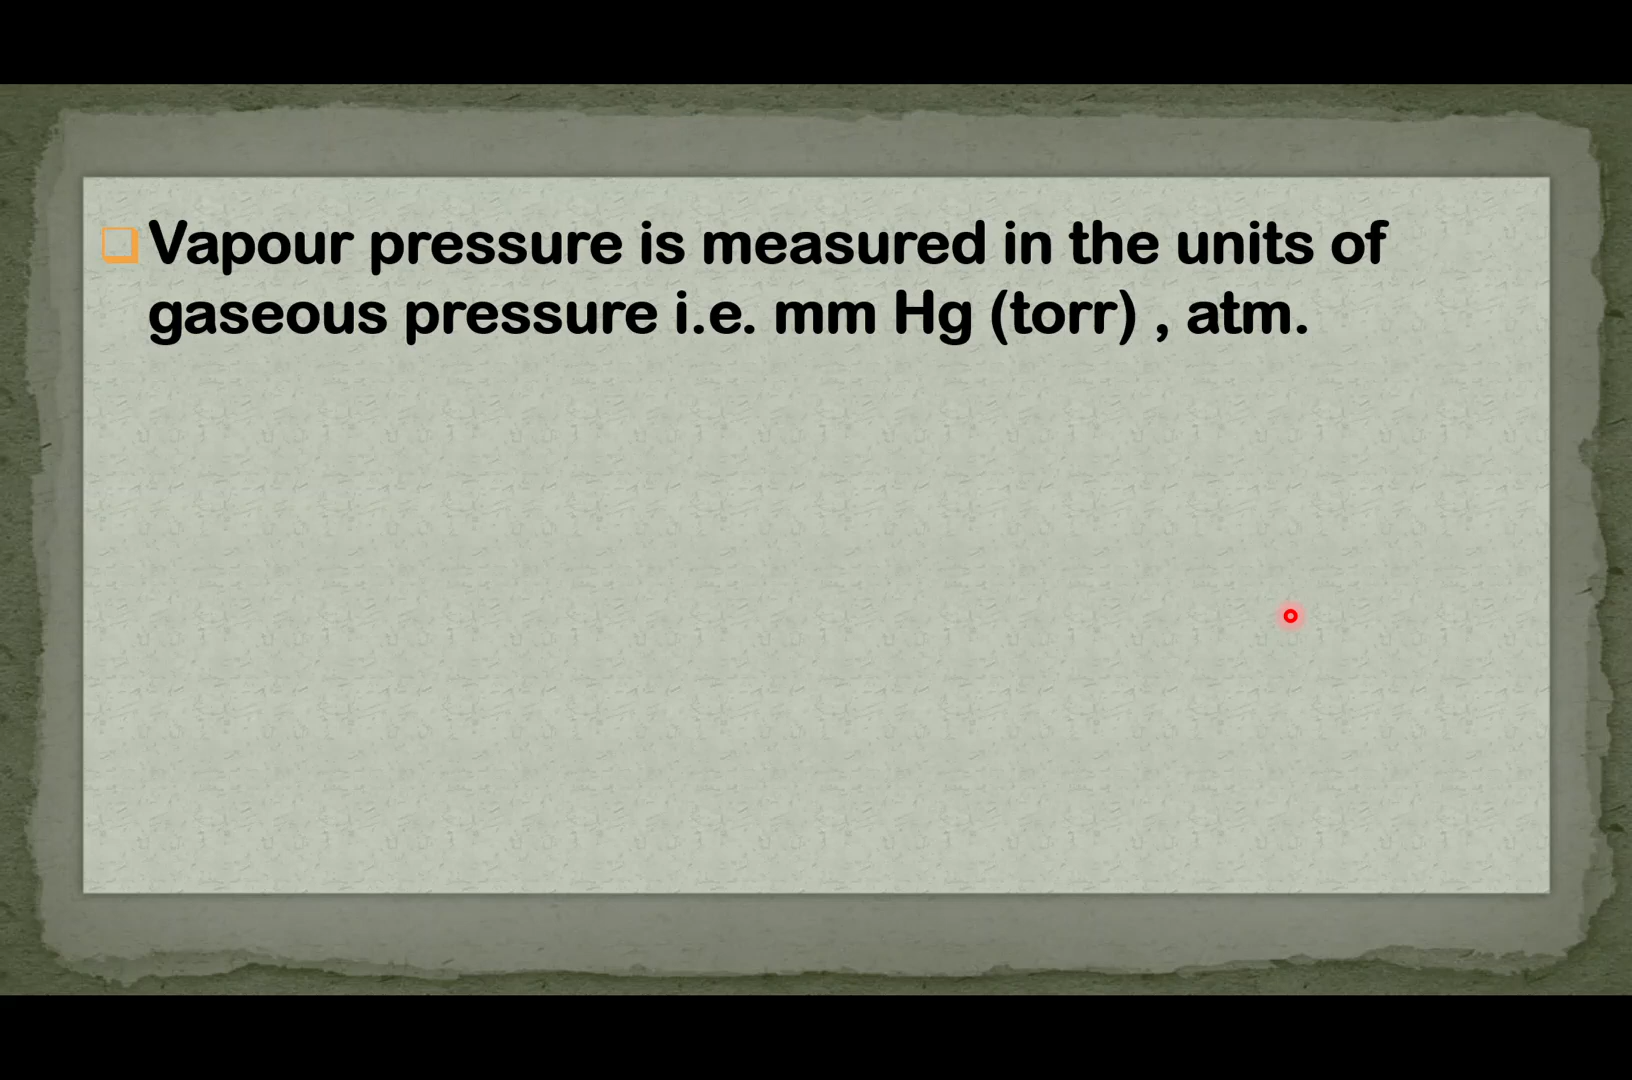 Vapour pressure is measured in the units of
gaseous pressure i.e. mm Hg (torr) , atm.